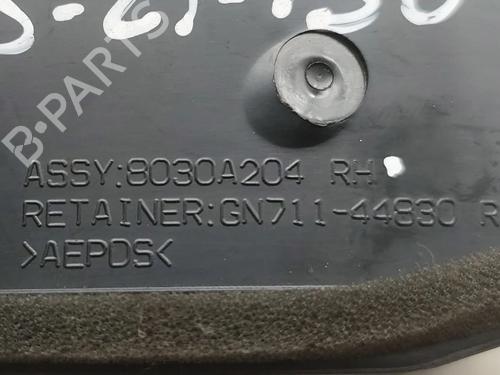 B-PARTS
ASSY:8030A204 RH
RETAINER:GN711-44830 R
>AEPDS<